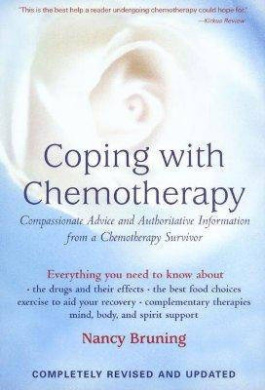 "This is the best help a reader undergoing chemotherapy could hope for."
—Kirkus Review
Coping with
Chemotherapy
Compassionate Advice and Authoritative Information
from a Chemotherapy Survivor
Everything you need to know about
• the drugs and their effects • the best food choices
exercise to aid your recovery • complementary therapies
mind, body, and spirit support
Nancy Bruning
COMPLETELY REVISED AND UPDATED